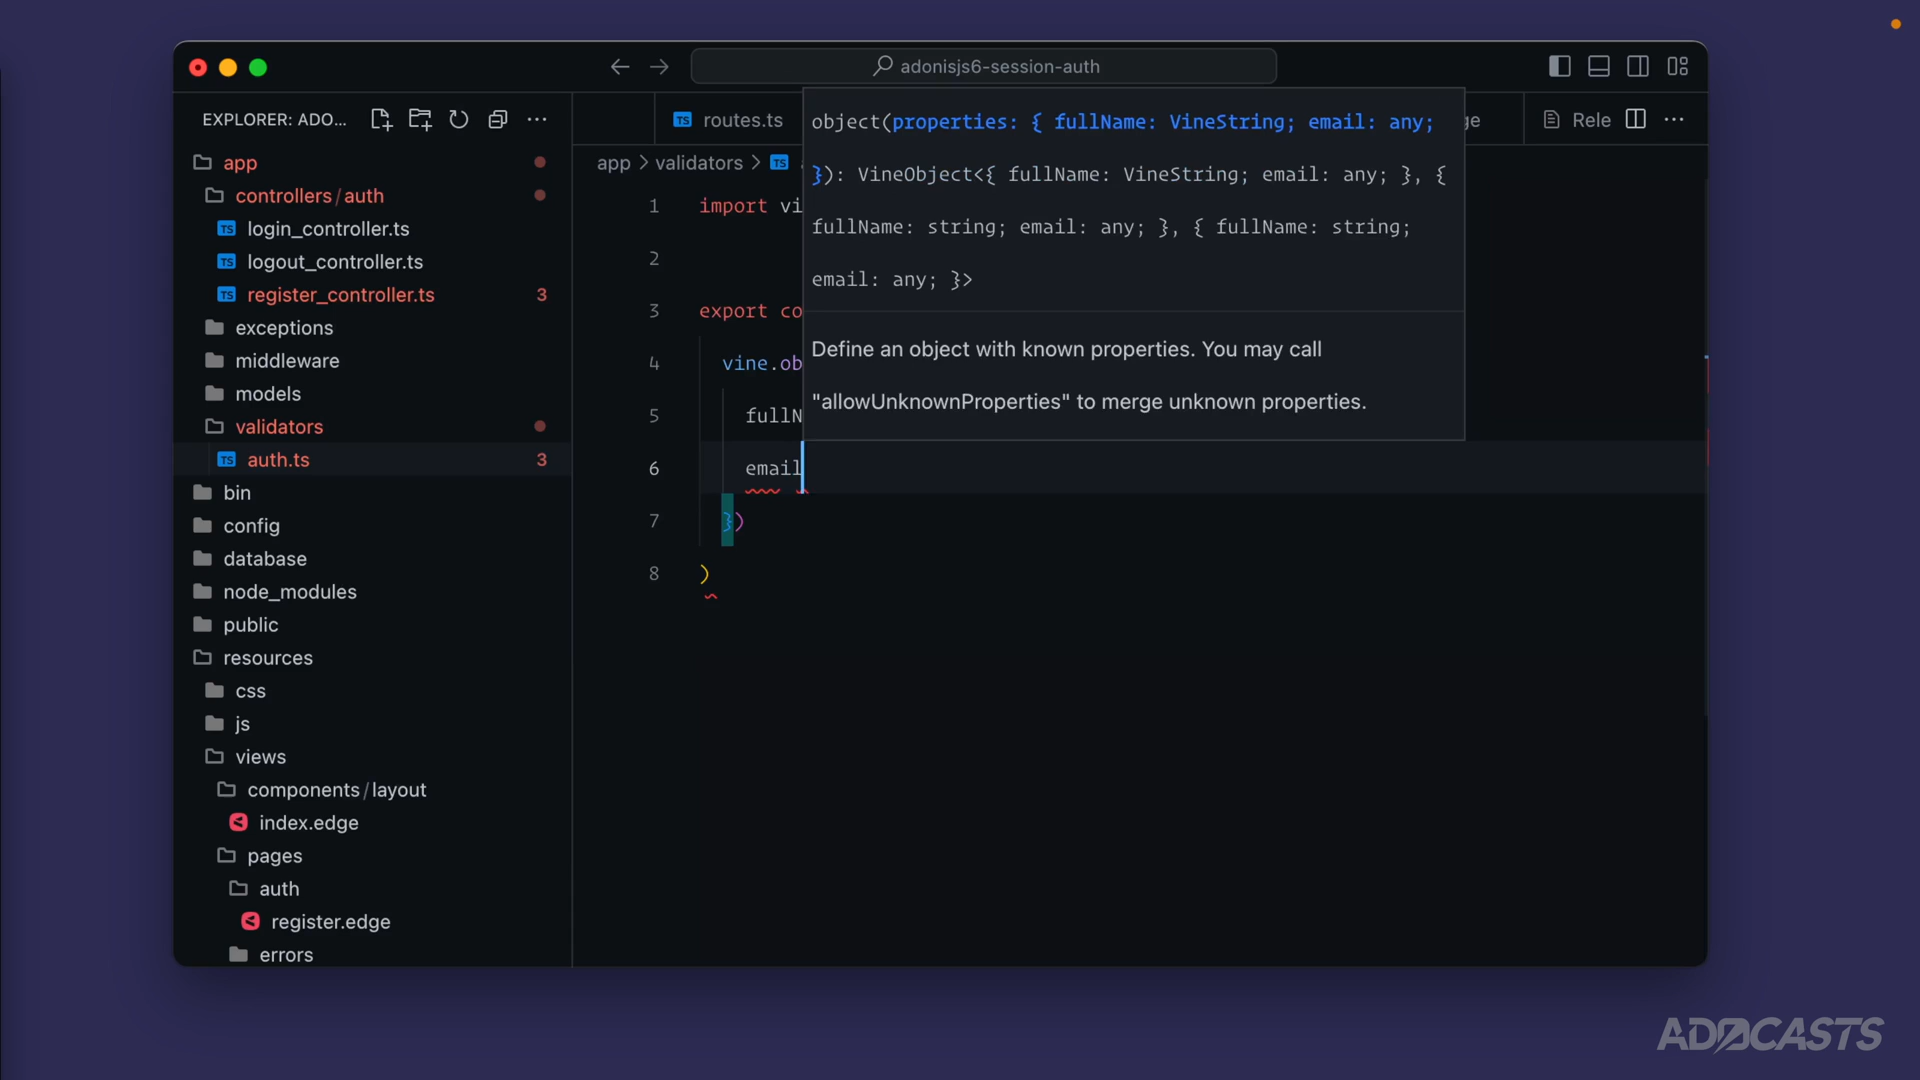 adonisjs6-session-auth
EXPLORER: ADO...
app
controllers / auth
login_controller.ts
logout_controller.ts
register_controller.ts 3
exceptions
middleware
models
validators
auth.ts 3
bin
config
database
node_modules
public
resources
css
js
views
components / layout
index.edge
pages
auth
register.edge
errors
routes.ts
ge
Rele
app > validators >
object(properties: { fullName: VineString; email: any;
}): VineObject<{ fullName: VineString; email: any; }, {
fullName: string; email: any; }, { fullName: string;
email: any; }>
Define an object with known properties. You may call
"allowUnknownProperties" to merge unknown properties.
1 import vi
2
3 export co
4 vine.ob
5 fullN
6 email
7 })
8 )
ADOCASTS